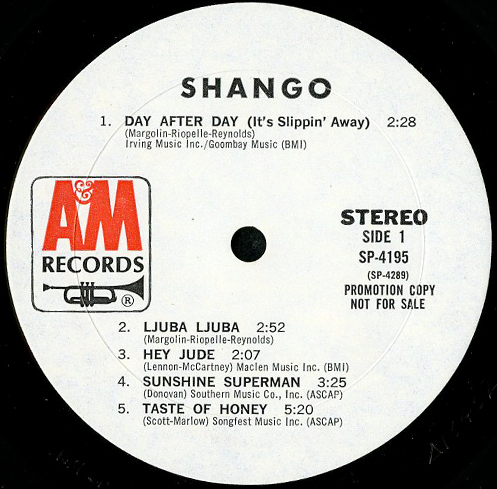 SHANGO
1. DAY AFTER DAY (It's Slippin' Away) 2:28
(Margolin-Riopelle-Reynolds)
Irving Music Inc./Goombay Music (BMI)
A&M
RECORDS
®
STEREO
SIDE 1
SP-4195
(SP-4289)
PROMOTION COPY
NOT FOR SALE
2. LJUBA LJUBA 2:52
(Margolin-Riopelle-Reynolds)
3. HEY JUDE 2:07
(Lennon-McCartney) Maclen Music Inc. (BMI)
4. SUNSHINE SUPERMAN 3:25
(Donovan) Southern Music Co., Inc. (ASCAP)
5. TASTE OF HONEY 5:20
(Scott-Marlow) Songfest Music Inc. (ASCAP)